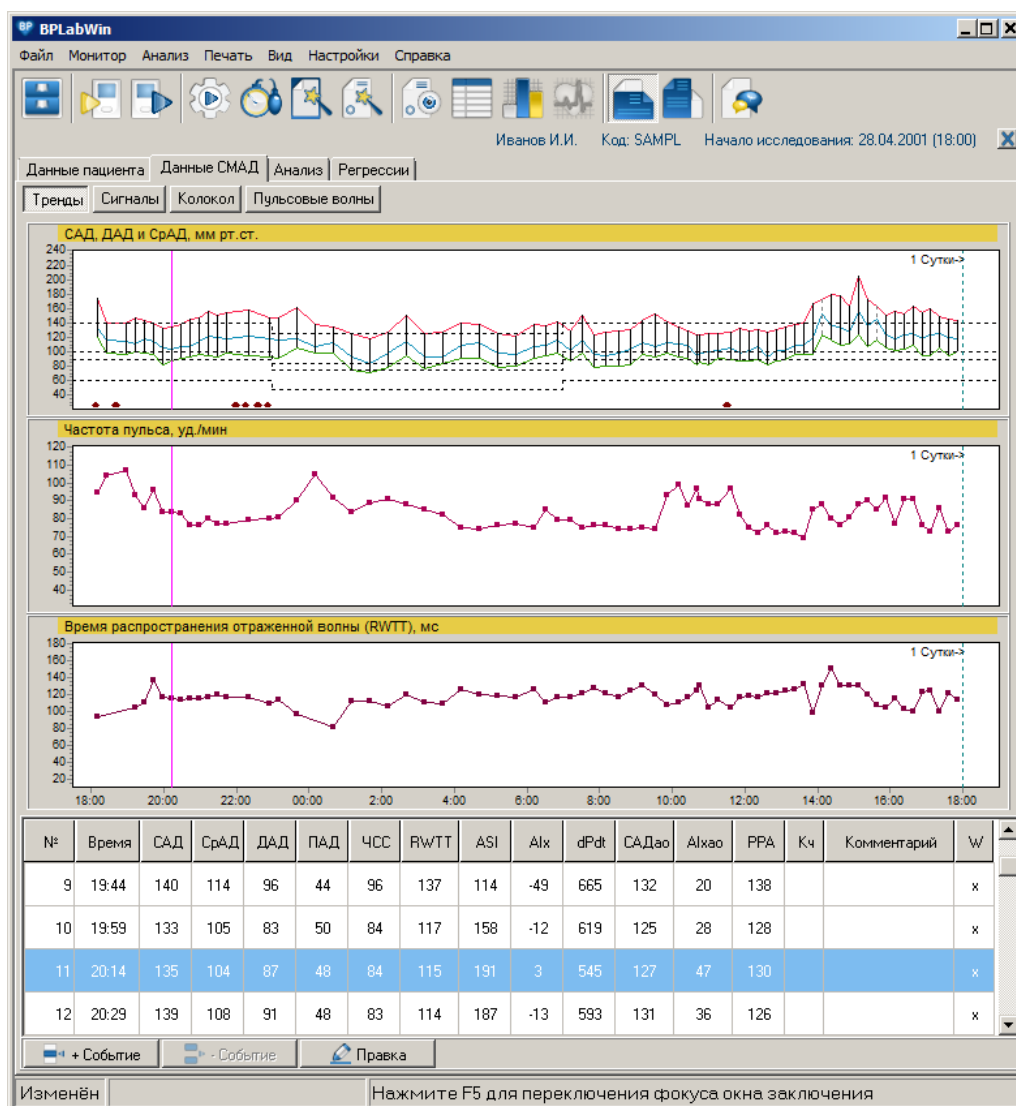 BP BPLabWin
Файл Монитор Анализ Печать Вид Настройки Справка
Иванов И.И. Код: SAMPL Начало исследования: 28.04.2001 (18:00)
Данные пациента Данные СМАД Анализ Регрессии
Тренды Сигналы Колокол Пульсовые волны
САД, ДАД и СрАД, мм рт.ст.
1 Сутки->
240
220
200
180
160
140
120
100
80
60
40
Частота пульса, уд./мин
1 Сутки->
120
110
100
90
80
70
60
50
40
Время распространения отраженной волны (RWTT), мс
1 Сутки->
180
160
140
120
100
80
60
40
20
18:00 20:00 22:00 00:00 2:00 4:00 6:00 8:00 10:00 12:00 14:00 16:00 18:00
№ Время САД СрАД ДАД ПАД ЧСС RWTT ASI AIx dPdt САДао AIxao PPA Кч Комментарий W
9 19:44 140 114 96 44 96 137 114 -49 665 132 20 138 x
10 19:59 133 105 83 50 84 117 158 -12 619 125 28 128 x
11 20:14 135 104 87 48 84 115 191 3 545 127 47 130 x
12 20:29 139 108 91 48 83 114 187 -13 593 131 36 126 x
+ Событие - Событие Правка
Изменён Нажмите F5 для переключения фокуса окна заключения